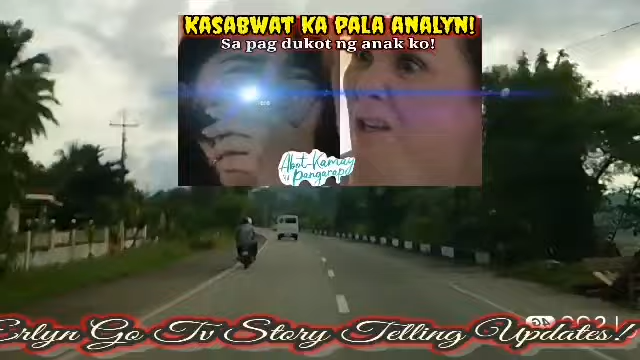 KASABWAT KA PALA ANALYN!
Sa pag dukot ng anak ko!
Abot-Kamay
Pangarap
Erlyn Go Tv Story Telling Updates!